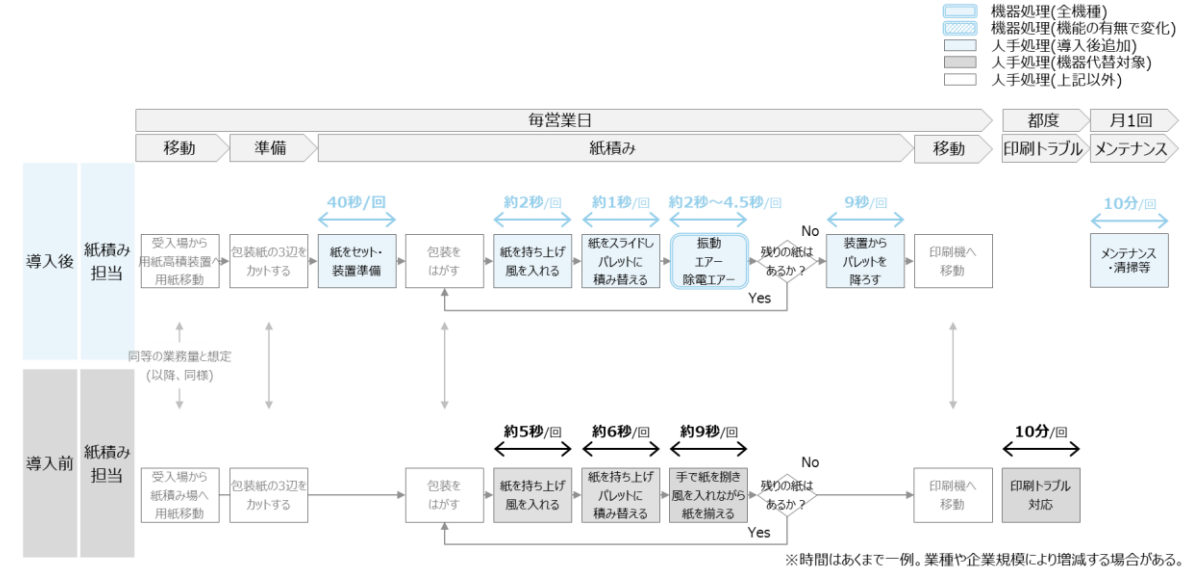 機器処理(全機種)
機器処理(機能の有無で変化)
人手処理(導入後追加)
人手処理(機器代替対象)
人手処理(上記以外)
毎営業日
都度
月1回
移動
準備
紙積み
移動
印刷トラブル
メンテナンス
導入後
紙積み
担当
40秒/回
約2秒/回
約1秒/回
約2秒～4.5秒/回
9秒/回
10分/回
受入場から
用紙高積装置へ
用紙移動
包装紙の3辺を
カットする
紙をセット・
装置準備
包装を
はがす
紙を持ち上げ
風を入れる
紙をスライドし
パレットに
積み替える
振動
エアー
除電エアー
残りの紙は
あるか？
No
Yes
装置から
パレットを
降ろす
印刷機へ
移動
メンテナンス
・清掃等
同等の業務量と想定
(以降、同様)
導入前
紙積み
担当
約5秒/回
約6秒/回
約9秒/回
10分/回
受入場から
紙積み場へ
用紙移動
包装紙の3辺を
カットする
包装を
はがす
紙を持ち上げ
風を入れる
紙を持ち上げ
パレットに
積み替える
手で紙を捌き
風を入れながら
紙を揃える
残りの紙は
あるか？
No
Yes
印刷機へ
移動
印刷トラブル
対応
※時間はあくまで一例。業種や企業規模により増減する場合がある。